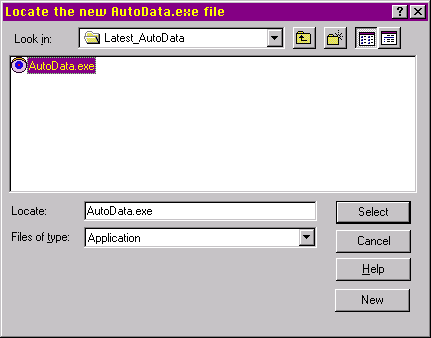 Locate the new AutoData.exe file
Look in: Latest_AutoData
AutoData.exe
Locate: AutoData.exe Select
Files of type: Application Cancel
Help
New